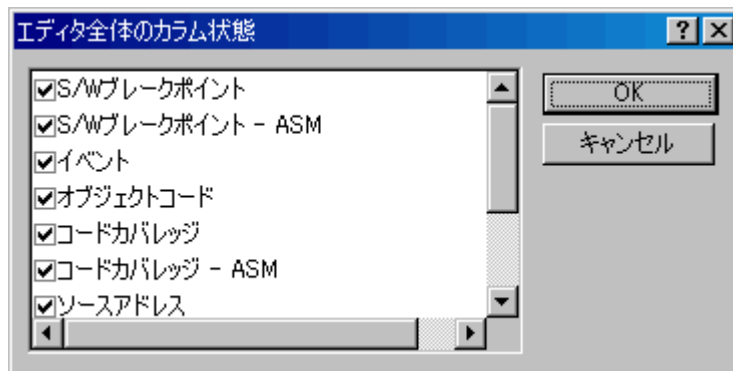 エディタ全体のカラム状態
S/Wブレークポイント
S/Wブレークポイント - ASM
イベント
オブジェクトコード
コードカバレッジ
コードカバレッジ - ASM
ソースアドレス
OK
キャンセル